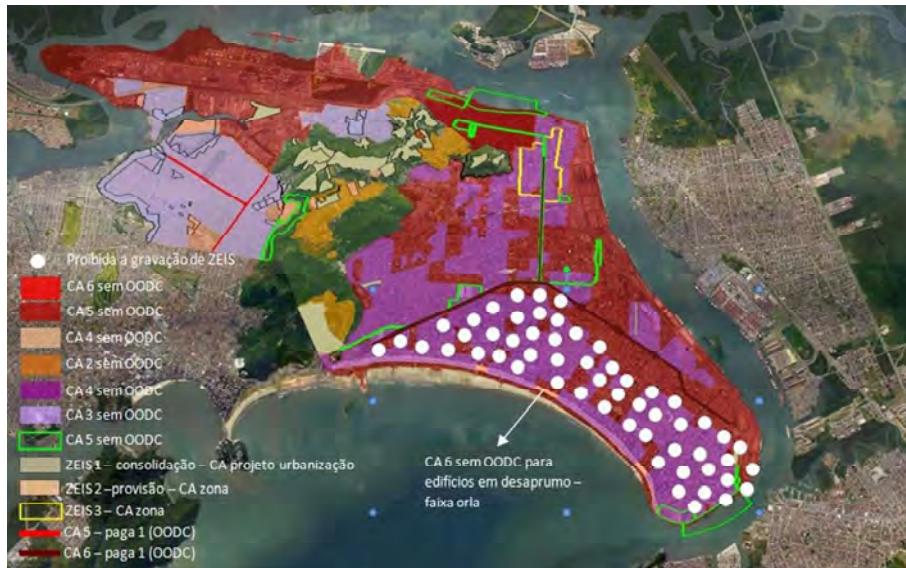 Proibida a gravação de ZEIS
CA 6 sem OODC
CA 5 sem OODC
CA 4 sem OODC
CA 2 sem OODC
CA 4 sem OODC
CA 3 sem OODC
CA 5 sem OODC
ZEIS 1 – consolidação – CA projeto urbanização
ZEIS 2 –provisão – CA zona
ZEIS 3 – CA zona
CA 5 – paga 1 (OODC)
CA 6 – paga 1 (OODC)
CA 6 sem OODC para
edifícios em desaprumo –
faixa orla